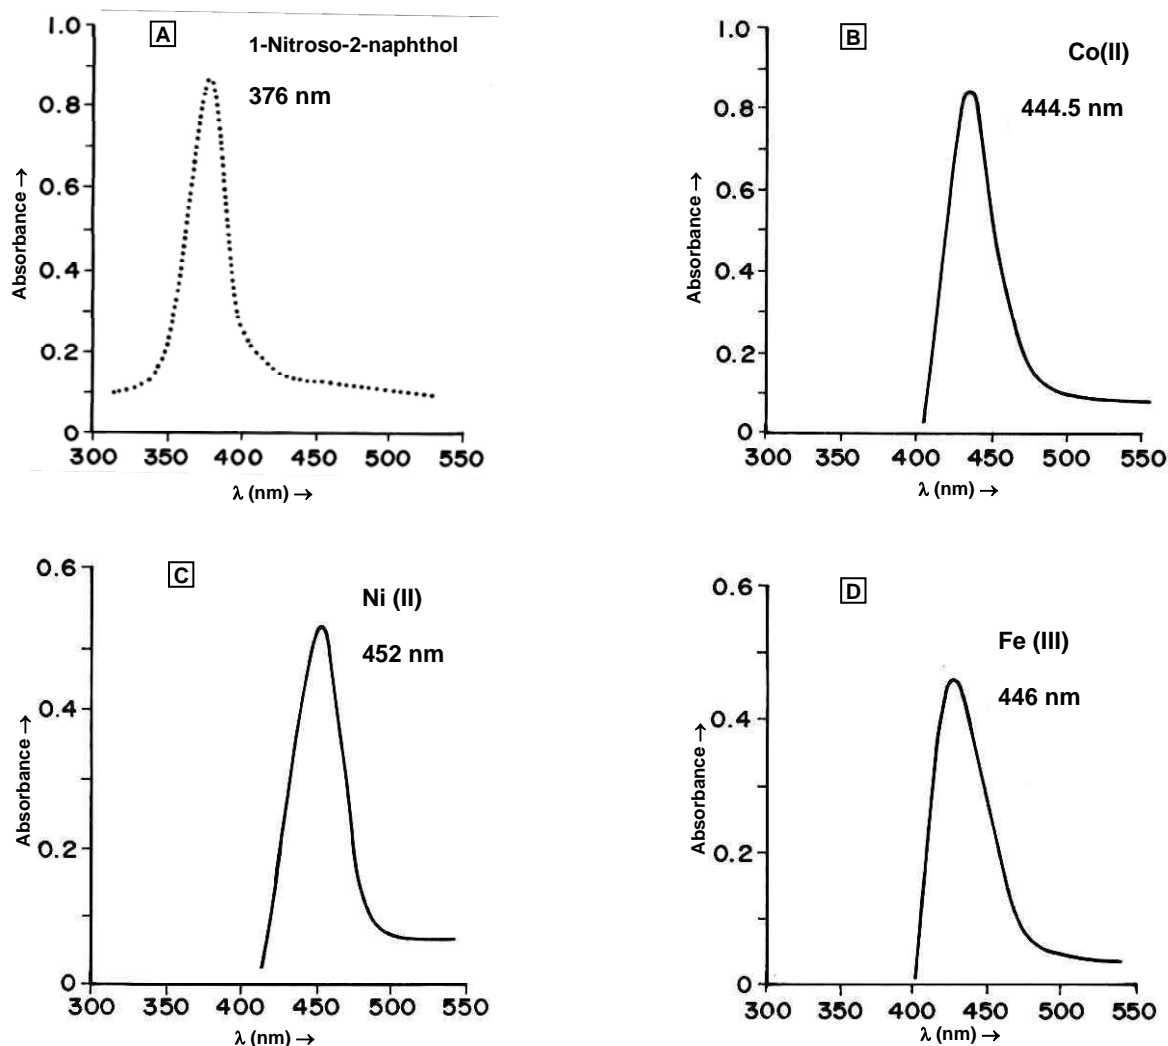 A
1-Nitroso-2-naphthol
376 nm
1.0
0.8
0.6
0.4
0.2
0
Absorbance →
300 350 400 450 500 550
λ (nm) →
B
Co(II)
444.5 nm
1.0
0.8
0.6
0.4
0.2
0
Absorbance →
300 350 400 450 500 550
λ (nm) →
C
Ni (II)
452 nm
0.6
0.4
0.2
0
Absorbance →
300 350 400 450 500 550
λ (nm) →
D
Fe (III)
446 nm
0.6
0.4
0.2
0
Absorbance →
300 350 400 450 500 550
λ (nm) →